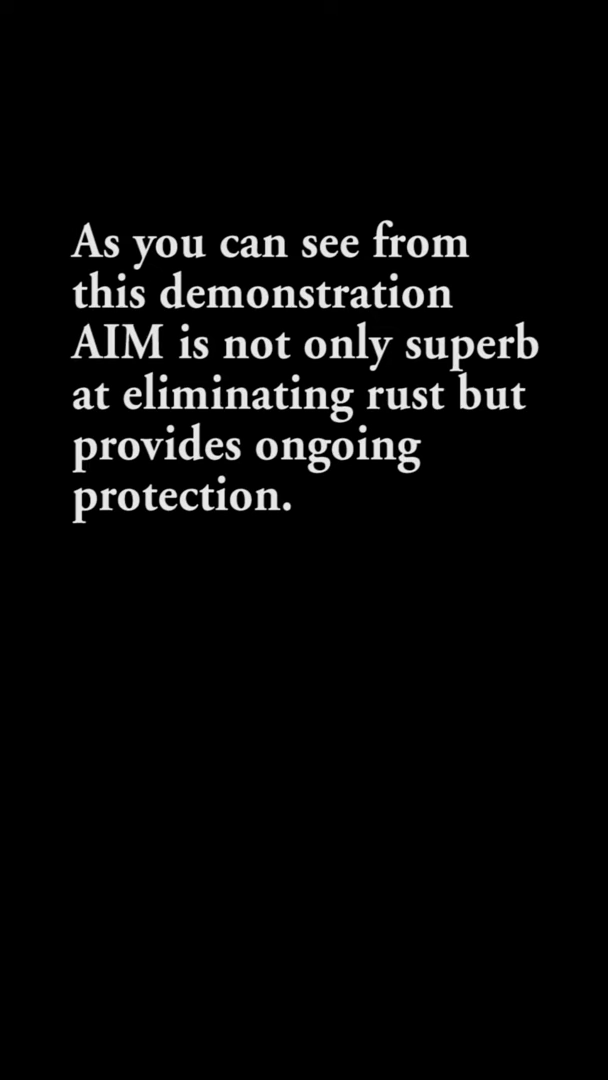 As you can see from
this demonstration
AIM is not only superb
at eliminating rust but
provides ongoing
protection.